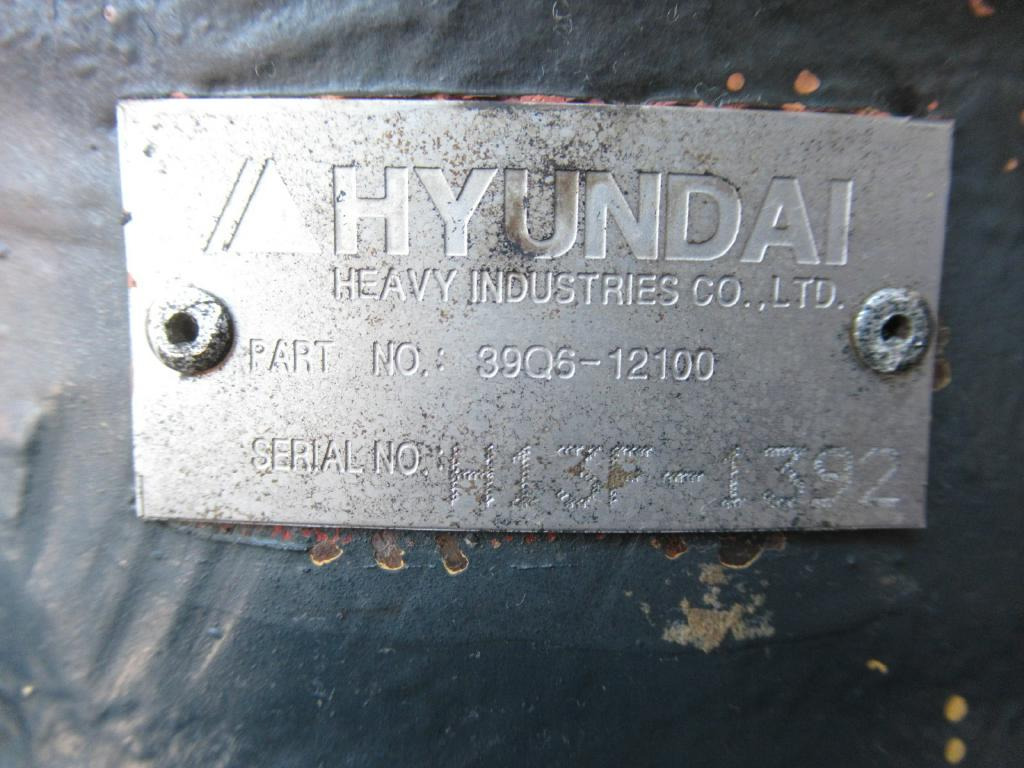 HYUNDAI
HEAVY INDUSTRIES CO.,LTD.
PART NO.: 39Q6-12100
SERIAL NO. H13F-1392